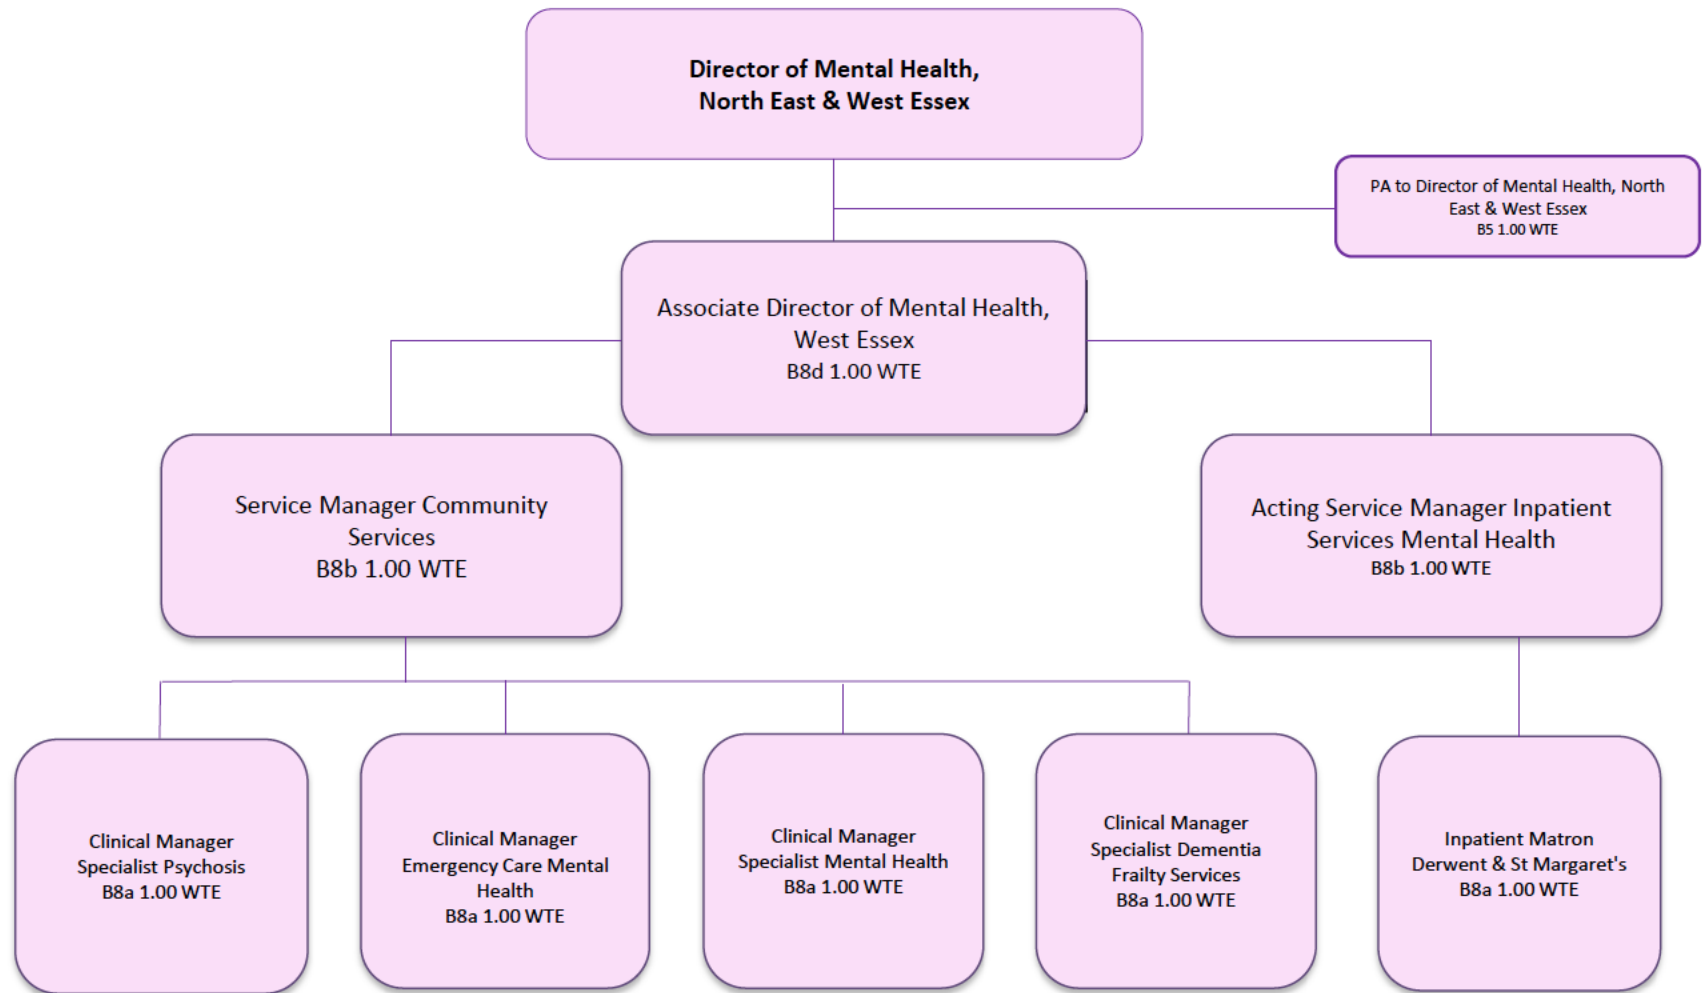 Director of Mental Health,
North East & West Essex
PA to Director of Mental Health, North
East & West Essex
B5 1.00 WTE
Associate Director of Mental Health,
West Essex
B8d 1.00 WTE
Service Manager Community
Services
B8b 1.00 WTE
Acting Service Manager Inpatient
Services Mental Health
B8b 1.00 WTE
Clinical Manager
Specialist Psychosis
B8a 1.00 WTE
Clinical Manager
Emergency Care Mental
Health
B8a 1.00 WTE
Clinical Manager
Specialist Mental Health
B8a 1.00 WTE
Clinical Manager
Specialist Dementia
Frailty Services
B8a 1.00 WTE
Inpatient Matron
Derwent & St Margaret's
B8a 1.00 WTE